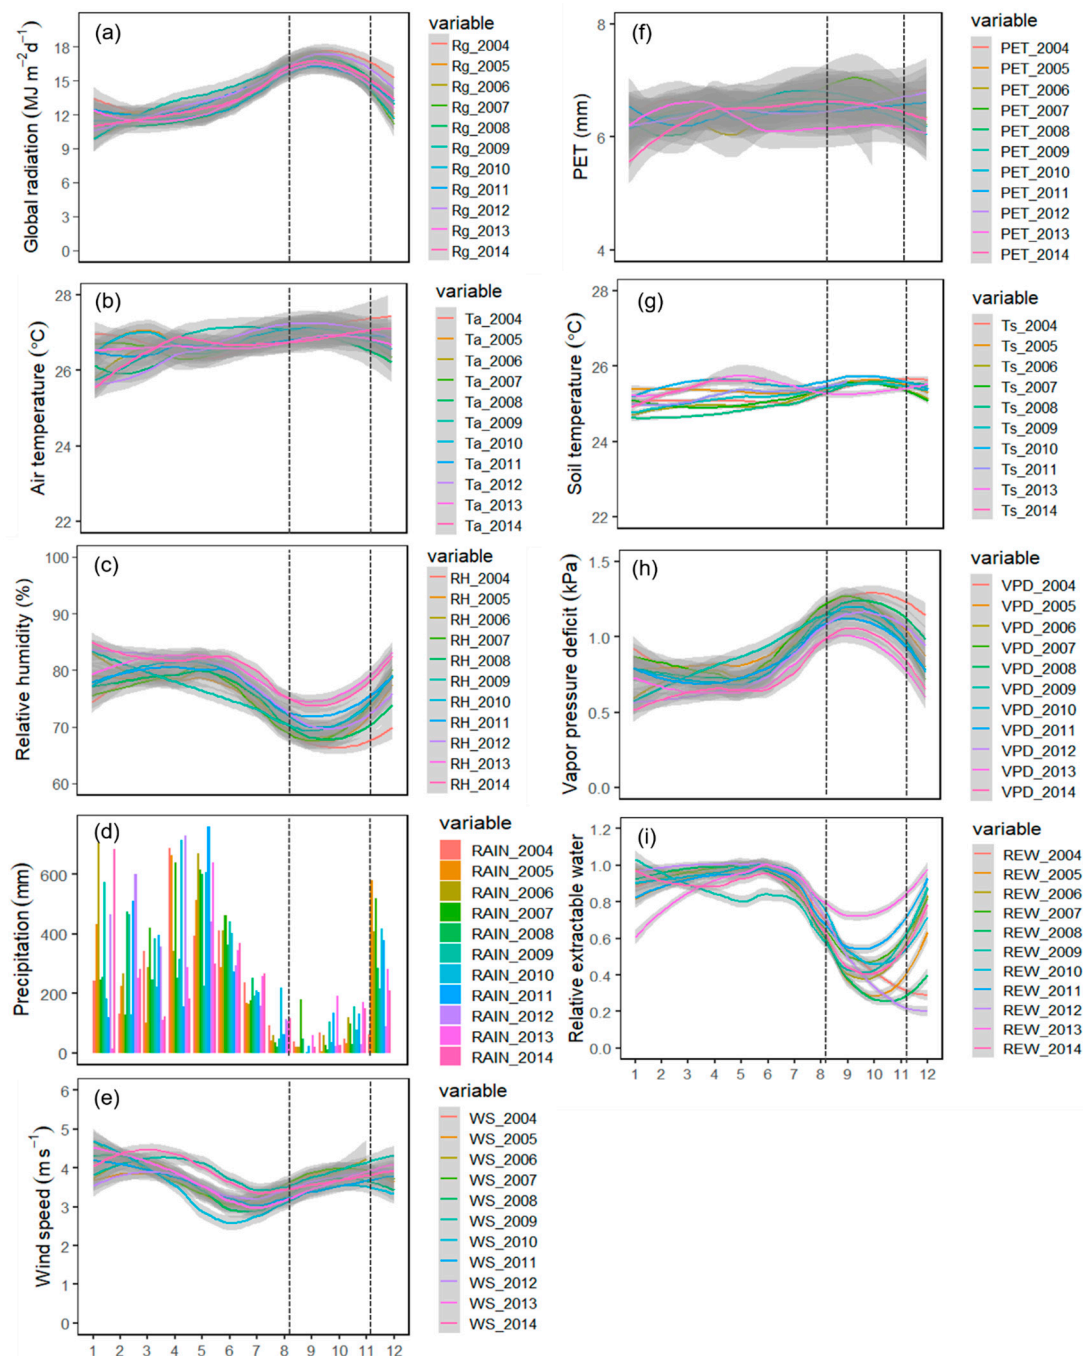 (a)
Global radiation (MJ m−2d−1)
18
15
12
9
6
3
0
variable
Rg_2004
Rg_2005
Rg_2006
Rg_2007
Rg_2008
Rg_2009
Rg_2010
Rg_2011
Rg_2012
Rg_2013
Rg_2014
(f)
PET (mm)
8
6
4
variable
PET_2004
PET_2005
PET_2006
PET_2007
PET_2008
PET_2009
PET_2010
PET_2011
PET_2012
PET_2013
PET_2014
(b)
Air temperature (°C)
28
26
24
22
variable
Ta_2004
Ta_2005
Ta_2006
Ta_2007
Ta_2008
Ta_2009
Ta_2010
Ta_2011
Ta_2012
Ta_2013
Ta_2014
(g)
Soil temperature (°C)
28
26
24
22
variable
Ts_2004
Ts_2005
Ts_2006
Ts_2007
Ts_2008
Ts_2009
Ts_2010
Ts_2011
Ts_2013
Ts_2014
(c)
Relative humidity (%)
100
90
80
70
60
variable
RH_2004
RH_2005
RH_2006
RH_2007
RH_2008
RH_2009
RH_2010
RH_2011
RH_2012
RH_2013
RH_2014
(h)
Vapor pressure deficit (kPa)
1.5
1.0
0.5
0.0
variable
VPD_2004
VPD_2005
VPD_2006
VPD_2007
VPD_2008
VPD_2009
VPD_2010
VPD_2011
VPD_2012
VPD_2013
VPD_2014
(d)
Precipitation (mm)
600
400
200
0
variable
RAIN_2004
RAIN_2005
RAIN_2006
RAIN_2007
RAIN_2008
RAIN_2009
RAIN_2010
RAIN_2011
RAIN_2012
RAIN_2013
RAIN_2014
(i)
Relative extractable water
1.2
1.0
0.8
0.6
0.4
0.2
0.0
1 2 3 4 5 6 7 8 9 10 11 12
variable
REW_2004
REW_2005
REW_2006
REW_2007
REW_2008
REW_2009
REW_2010
REW_2011
REW_2012
REW_2013
REW_2014
(e)
Wind speed (m s−1)
6
5
4
3
2
1
0
1 2 3 4 5 6 7 8 9 10 11 12
variable
WS_2004
WS_2005
WS_2006
WS_2007
WS_2008
WS_2009
WS_2010
WS_2011
WS_2012
WS_2013
WS_2014